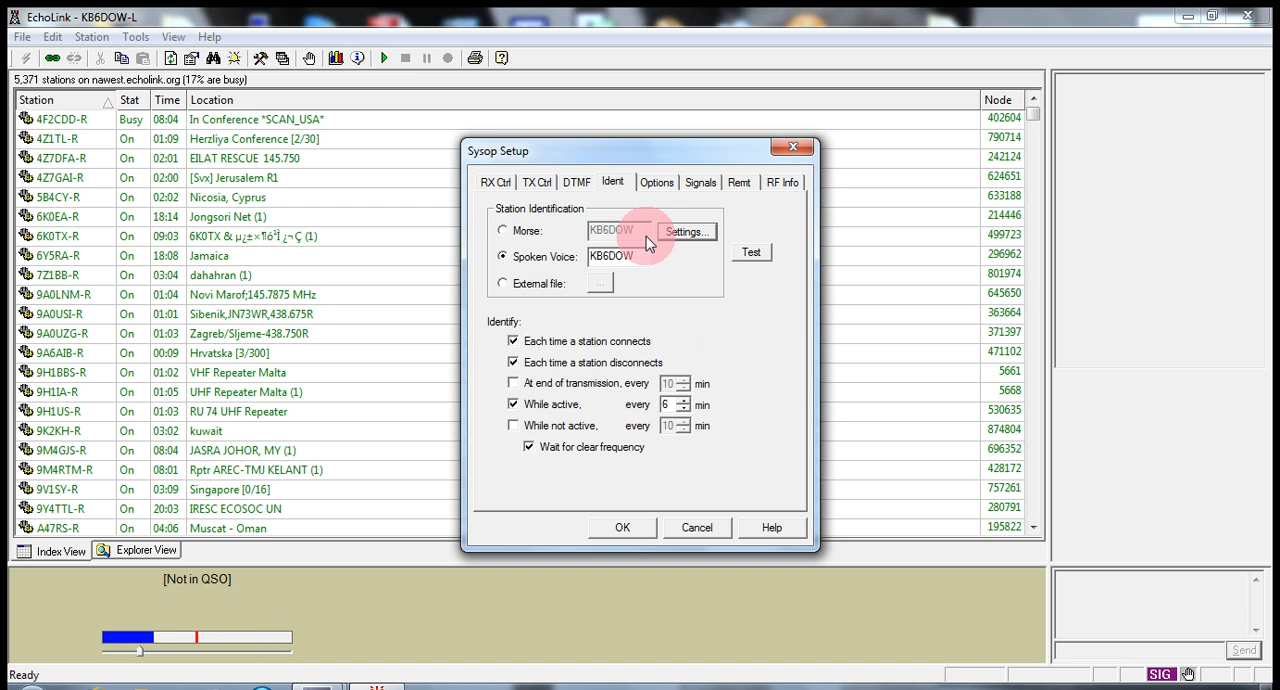 EchoLink - KB6DOW-L
File Edit Station Tools View Help
5,371 stations on nawest.echolink.org (17% are busy)
Station Stat Time Location Node
4F2CDD-R Busy 08:04 In Conference *SCAN_USA* 402604
4Z1TL-R On 01:09 Herzliya Conference [2/30] 790714
4Z7DFA-R On 02:01 EILAT RESCUE 145.750 242124
4Z7GAI-R On 02:00 [Svx] Jerusalem R1 624651
5B4CY-R On 02:02 Nicosia, Cyprus 633188
6K0EA-R On 18:14 Jongsori Net (1) 214446
6K0TX-R On 09:03 6K0TX & µ¿±×¶ó¹Ì ¿¬Ç (1) 499723
6Y5RA-R On 18:08 Jamaica 296962
7Z1BB-R On 03:04 dahahran (1) 801974
9A0LNM-R On 01:04 Novi Marof;145.7875 MHz 645650
9A0USI-R On 01:01 Sibenik,JN73WR,438.675R 363664
9A0UZG-R On 01:03 Zagreb/Sljeme-438.750R 371397
9A6AIB-R On 00:09 Hrvatska [3/300] 471102
9H1BBS-R On 01:02 VHF Repeater Malta 5661
9H1IA-R On 01:05 UHF Repeater Malta (1) 5668
9H1US-R On 01:03 RU 74 UHF Repeater 530635
9K2KH-R On 03:02 kuwait 874804
9M4GJS-R On 08:04 JASRA JOHOR, MY (1) 696352
9M4RTM-R On 08:01 Rptr AREC-TMJ KELANT (1) 428172
9V1SY-R On 03:09 Singapore [0/16] 757261
9Y4TTL-R On 20:03 IRESC ECOSOC UN 280791
A47RS-R On 04:06 Muscat - Oman 195822
Index View Explorer View
Sysop Setup
RX Ctrl TX Ctrl DTMF Ident Options Signals Remt RF Info
Station Identification
Morse: KB6DOW Settings...
Spoken Voice: KB6DOW Test
External file: ...
Identify:
Each time a station connects
Each time a station disconnects
At end of transmission, every 10 min
While active, every 6 min
While not active, every 10 min
Wait for clear frequency
OK Cancel Help
[Not in QSO]
Send
Ready SIG